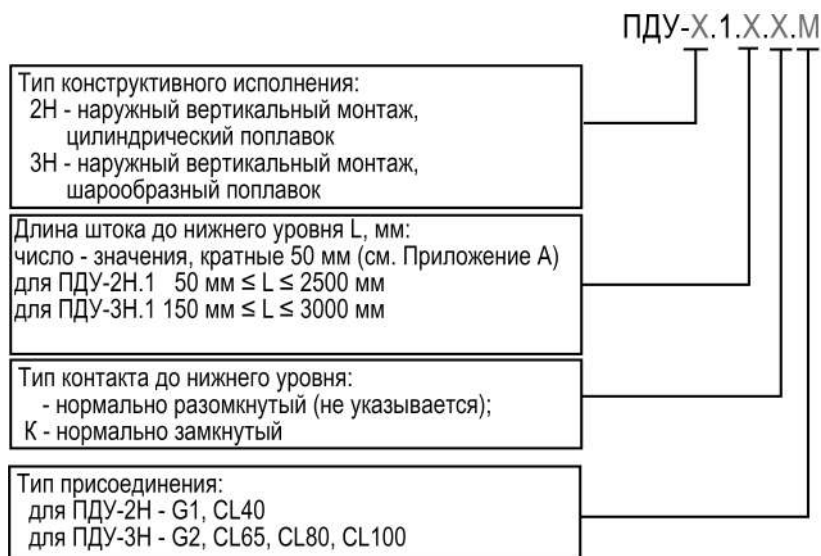 ПДУ-Х.1.Х.Х.М
Тип конструктивного исполнения:
2Н - наружный вертикальный монтаж,
цилиндрический поплавок
3Н - наружный вертикальный монтаж,
шарообразный поплавок
Длина штока до нижнего уровня L, мм:
число - значения, кратные 50 мм (см. Приложение А)
для ПДУ-2Н.1 50 мм ≤ L ≤ 2500 мм
для ПДУ-3Н.1 150 мм ≤ L ≤ 3000 мм
Тип контакта до нижнего уровня:
- нормально разомкнутый (не указывается);
К - нормально замкнутый
Тип присоединения:
для ПДУ-2Н - G1, CL40
для ПДУ-3Н - G2, CL65, CL80, CL100